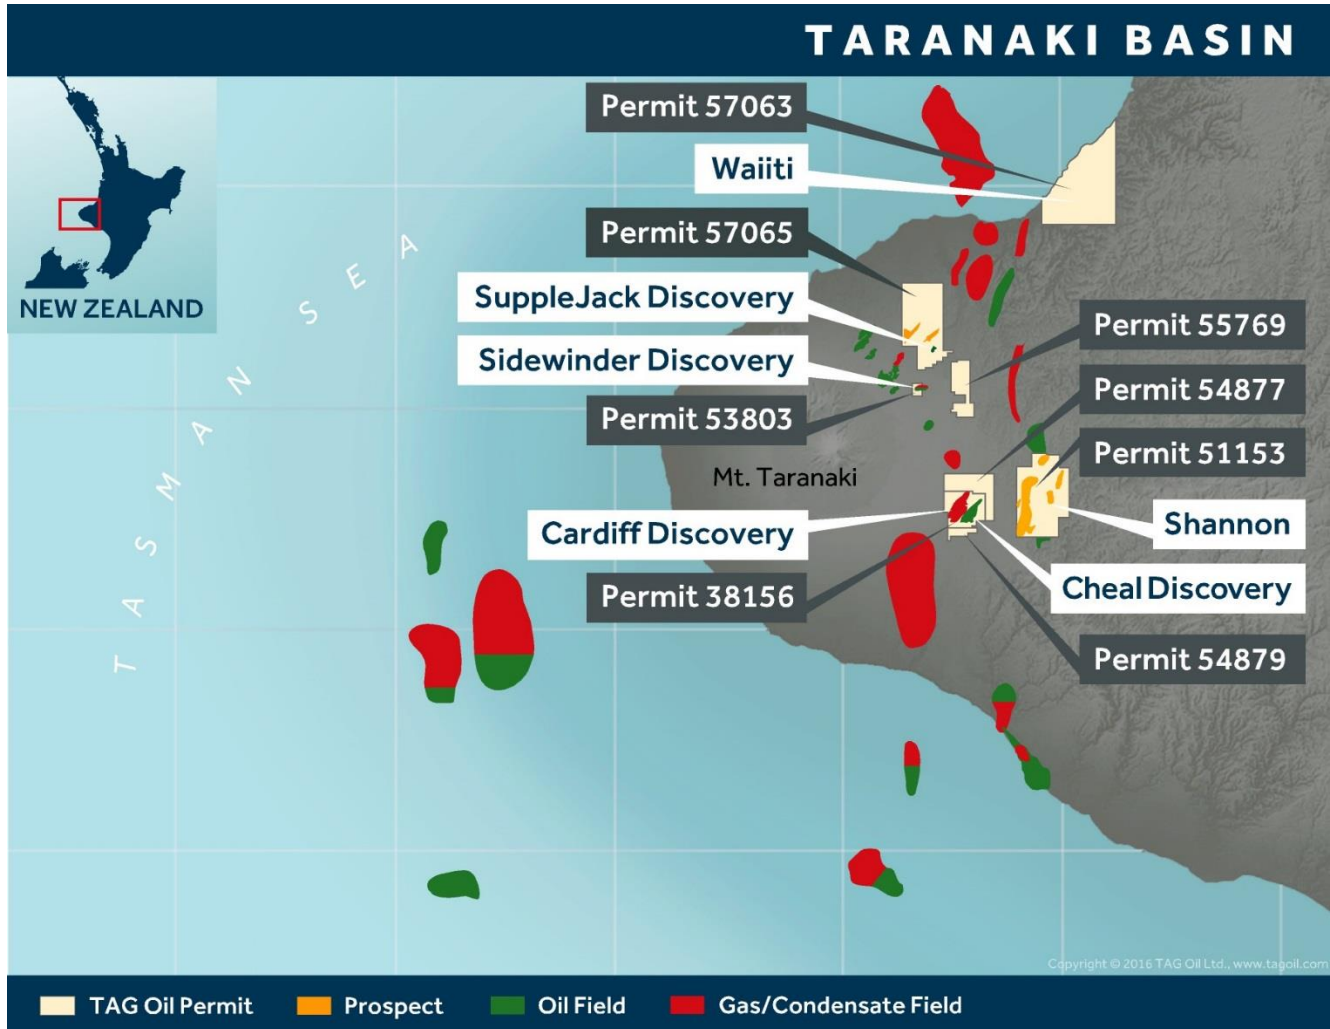 TARANAKI BASIN
NEW ZEALAND
TASMAN SEA
Permit 57063
Waiiti
Permit 57065
SuppleJack Discovery
Sidewinder Discovery
Permit 53803
Permit 55769
Permit 54877
Permit 51153
Mt. Taranaki
Cardiff Discovery
Shannon
Permit 38156
Cheal Discovery
Permit 54879
Copyright © 2016 TAG Oil Ltd., www.tagoil.com
TAG Oil Permit
Prospect
Oil Field
Gas/Condensate Field